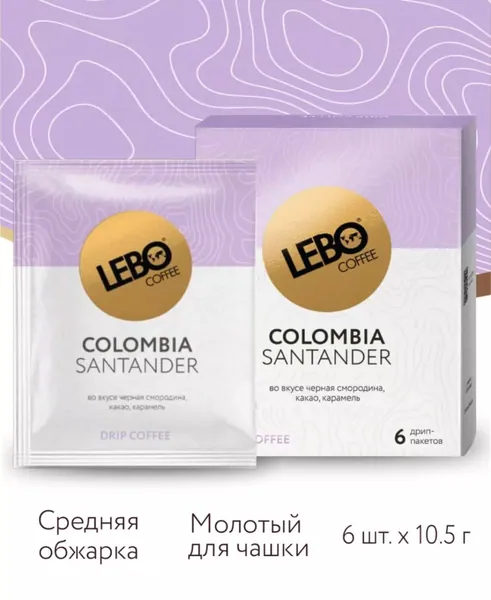 LEBO
COFFEE
COLOMBIA
SANTANDER
во вкусе черная смородина,
какао, карамель
DRIP COFFEE
LEBO
COFFEE
COLOMBIA
SANTANDER
во вкусе черная смородина,
какао, карамель
OFFEE
6 дрип-
пакетов
Средняя
обжарка
Молотый
для чашки
6 шт. х 10.5 г